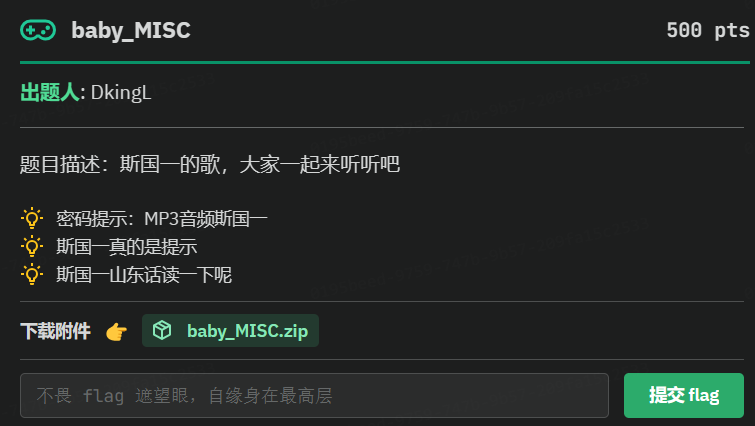 baby_MISC
500 pts
出题人: DkingL
题目描述：斯国一的歌，大家一起来听听吧
密码提示：MP3音频斯国一
斯国一真的是提示
斯国一山东话读一下呢
下载附件 👉 baby_MISC.zip
不畏 flag 遮望眼，自缘身在最高层
提交 flag